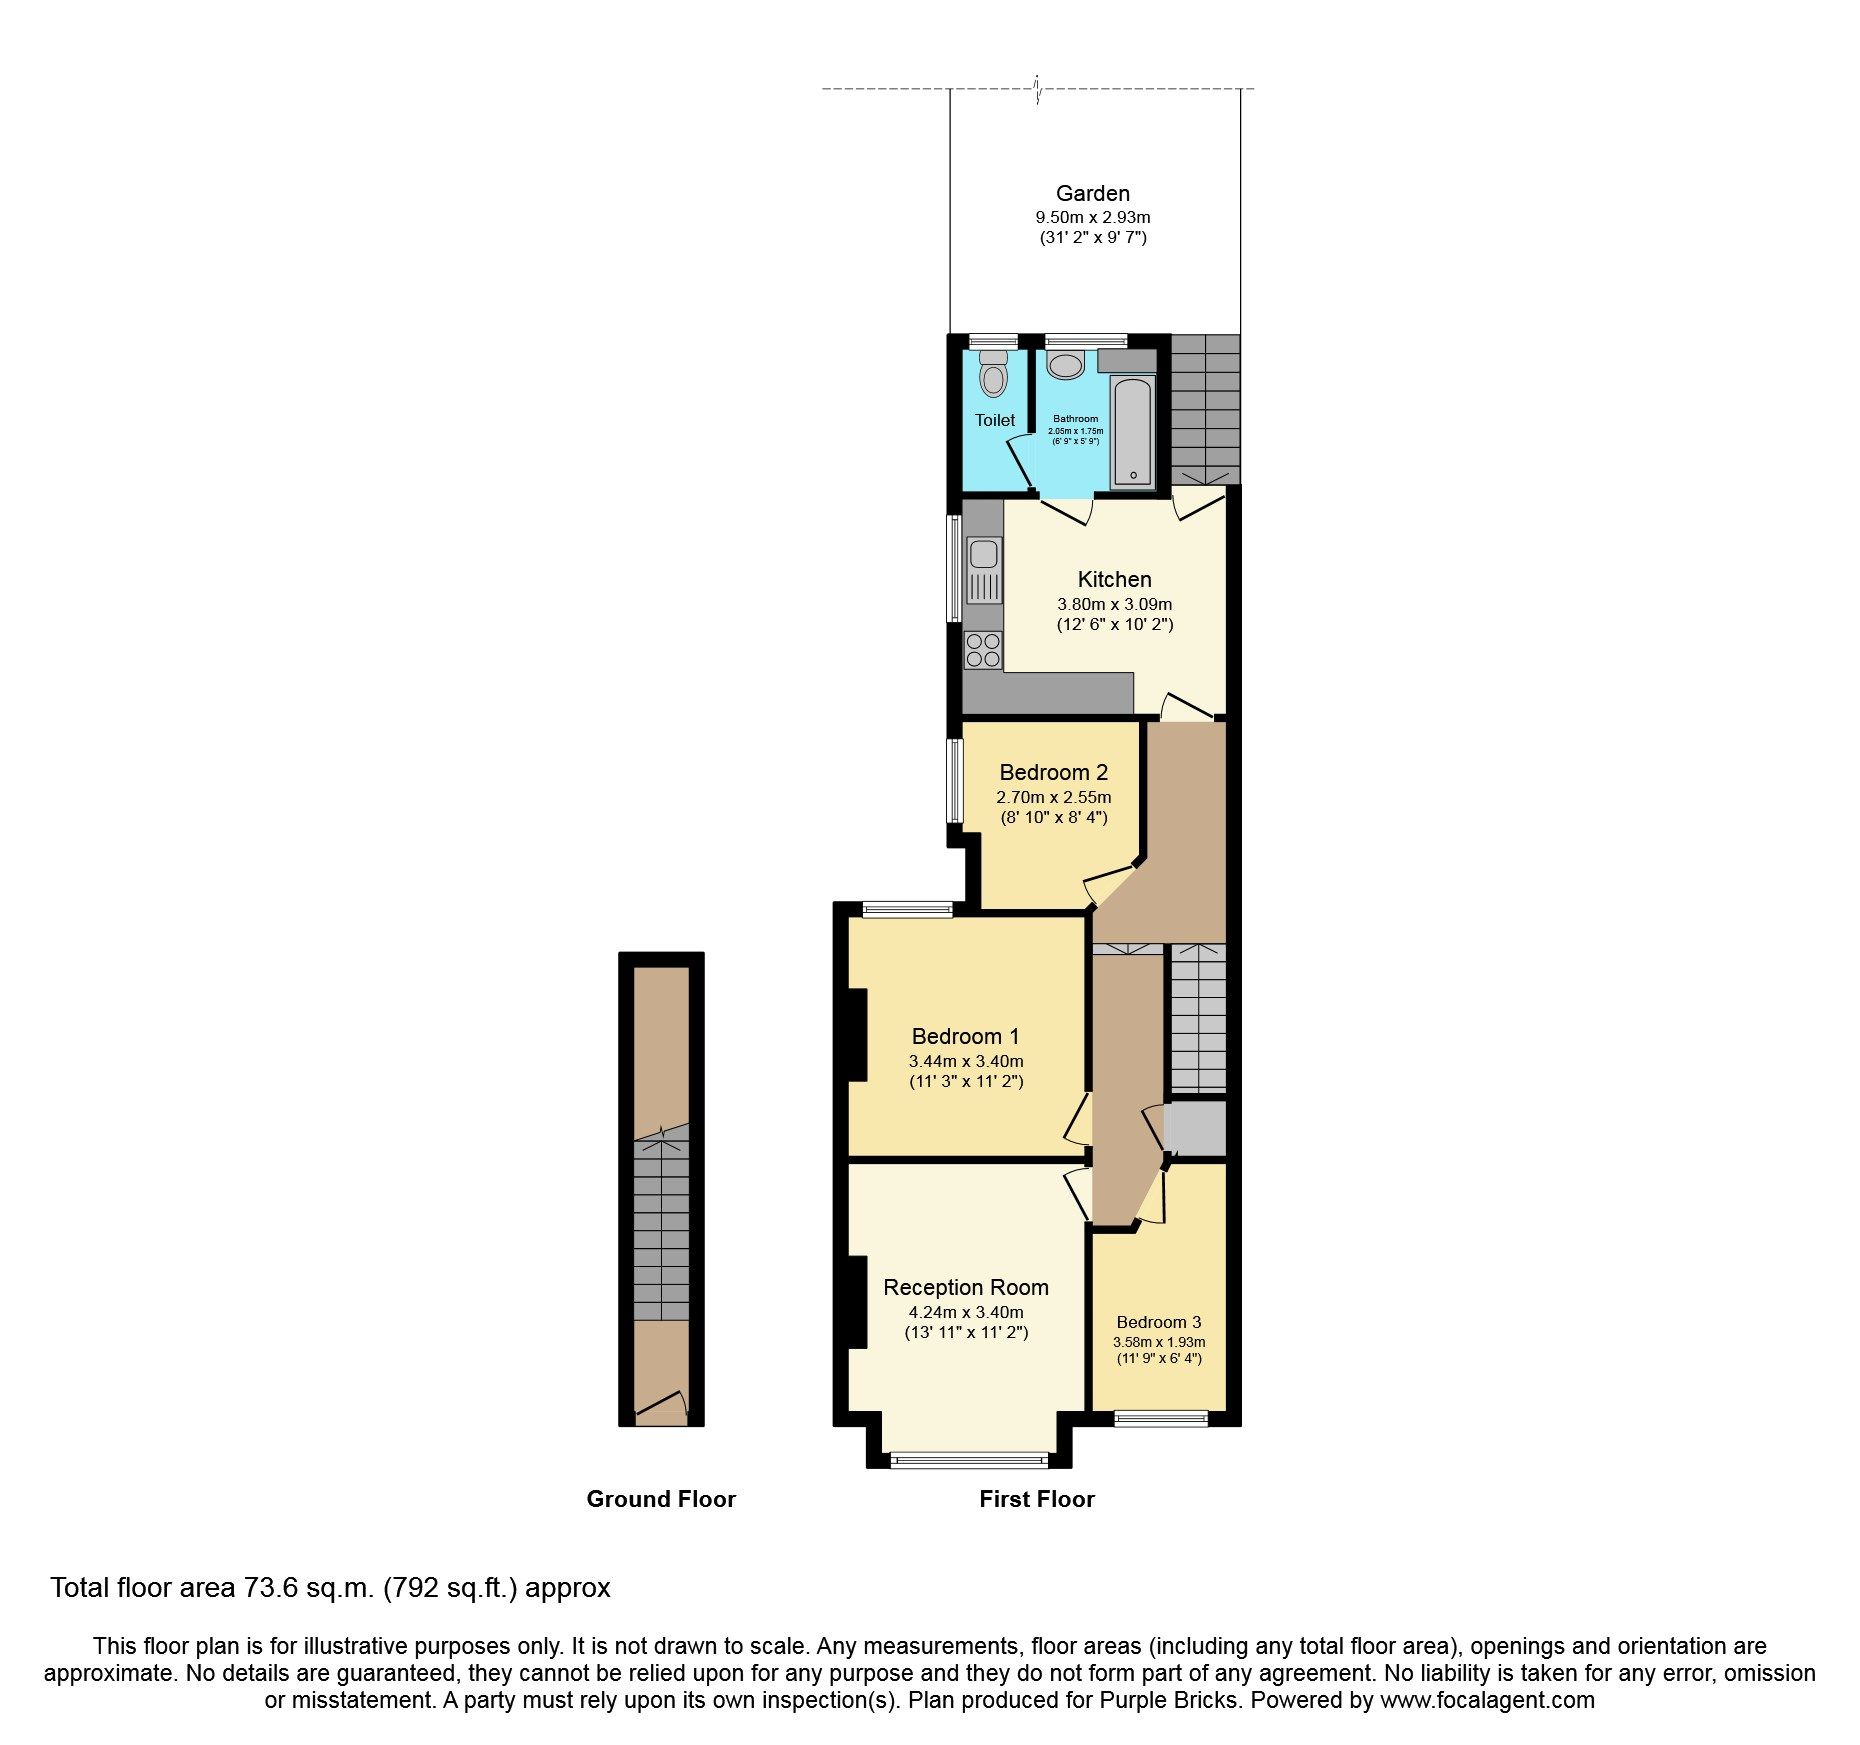 Garden
9.50m x 2.93m
(31' 2" x 9' 7")
Toilet
Bathroom
2.05m x 1.75m
(6' 9" x 5' 9")
Kitchen
3.80m x 3.09m
(12' 6" x 10' 2")
Bedroom 2
2.70m x 2.55m
(8' 10" x 8' 4")
Bedroom 1
3.44m x 3.40m
(11' 3" x 11' 2")
Reception Room
4.24m x 3.40m
(13' 11" x 11' 2")
Bedroom 3
3.58m x 1.93m
(11' 9" x 6' 4")
Ground Floor
First Floor
Total floor area 73.6 sq.m. (792 sq.ft.) approx
This floor plan is for illustrative purposes only. It is not drawn to scale. Any measurements, floor areas (including any total floor area), openings and orientation are
approximate. No details are guaranteed, they cannot be relied upon for any purpose and they do not form part of any agreement. No liability is taken for any error, omission
or misstatement. A party must rely upon its own inspection(s). Plan produced for Purple Bricks. Powered by www.focalagent.com